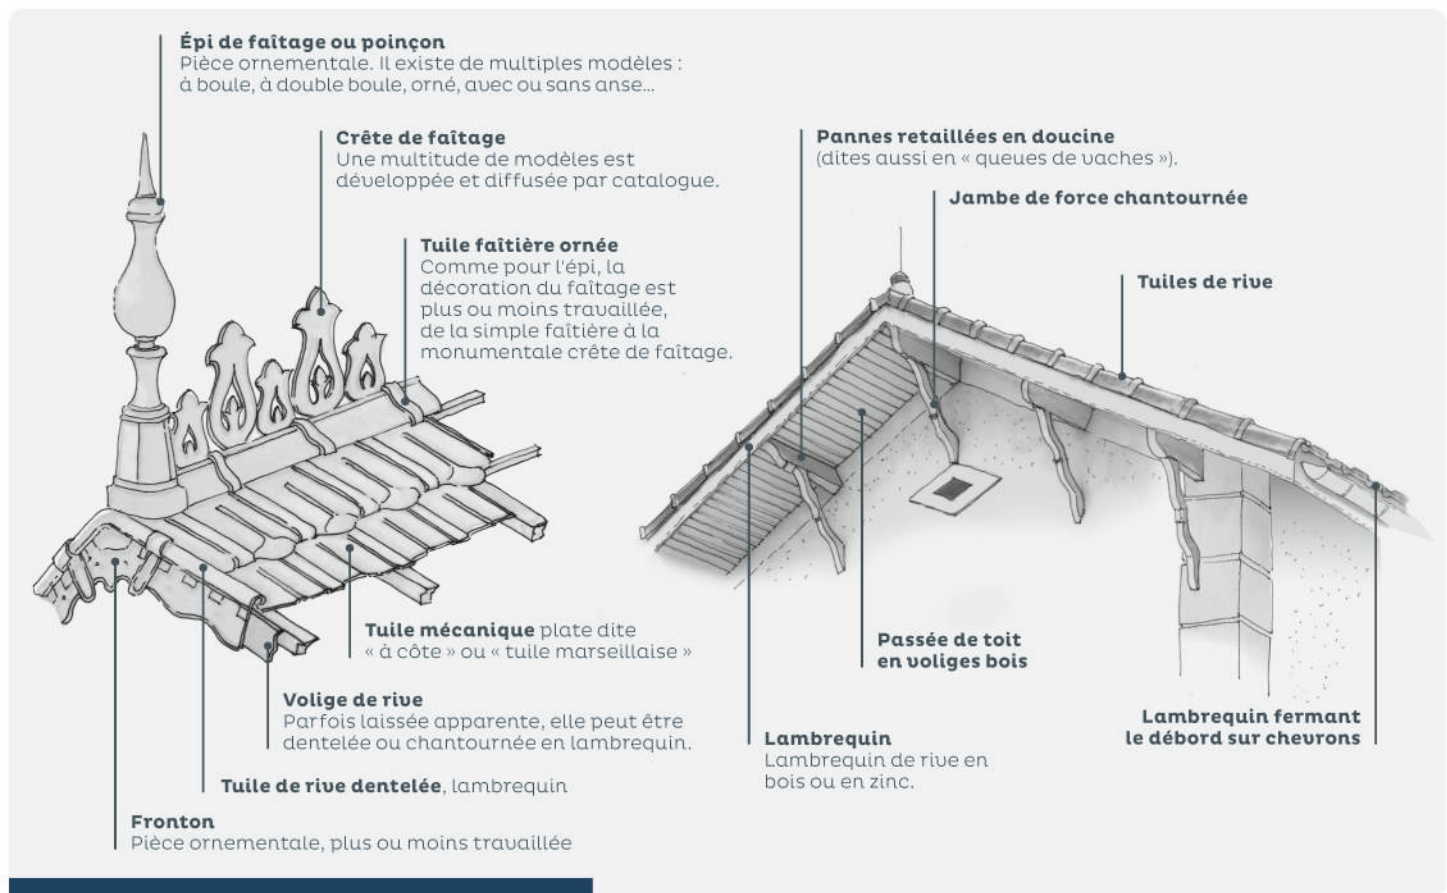 Épi de faîtage ou poinçon
Pièce ornementale. Il existe de multiples modèles :
à boule, à double boule, orné, avec ou sans anse...
Crête de faîtage
Une multitude de modèles est
développée et diffusée par catalogue.
Tuile faîtière ornée
Comme pour l'épi, la
décoration du faîtage est
plus ou moins travaillée,
de la simple faîtière à la
monumentale crête de faîtage.
Tuile mécanique plate dite
« à côte » ou « tuile marseillaise »
Volige de rive
Parfois laissée apparente, elle peut être
dentelée ou chantournée en lambrequin.
Tuile de rive dentelée, lambrequin
Fronton
Pièce ornementale, plus ou moins travaillée
Pannes retaillées en doucine
(dites aussi en « queues de vaches »).
Jambe de force chantournée
Tuiles de rive
Passée de toit
en voliges bois
Lambrequin
Lambrequin de rive en
bois ou en zinc.
Lambrequin fermant
le débord sur chevrons